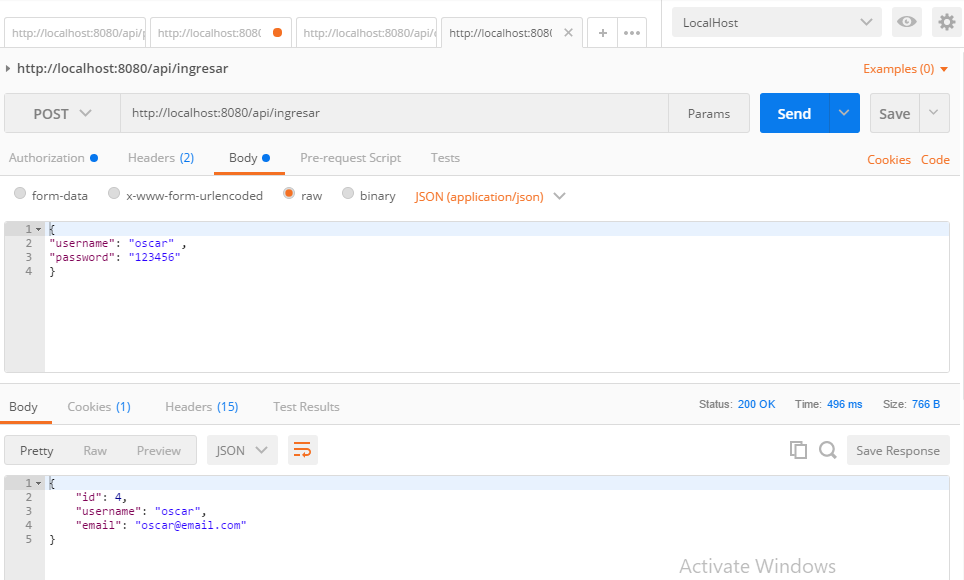 http://localhost:8080/api/p http://localhost:808( http://localhost:8080/api/ http://localhost:808( × + ••• LocalHost
http://localhost:8080/api/ingresar Examples (0)
POST http://localhost:8080/api/ingresar Params Send Save
Authorization Headers (2) Body Pre-request Script Tests Cookies Code
form-data x-www-form-urlencoded raw binary JSON (application/json)
1 {
2 "username": "oscar" ,
3 "password": "123456"
4 }
Body Cookies (1) Headers (15) Test Results Status: 200 OK Time: 496 ms Size: 766 B
Pretty Raw Preview JSON Save Response
1 {
2 "id": 4,
3 "username": "oscar",
4 "email": "oscar@email.com"
5 }
Activate Windows